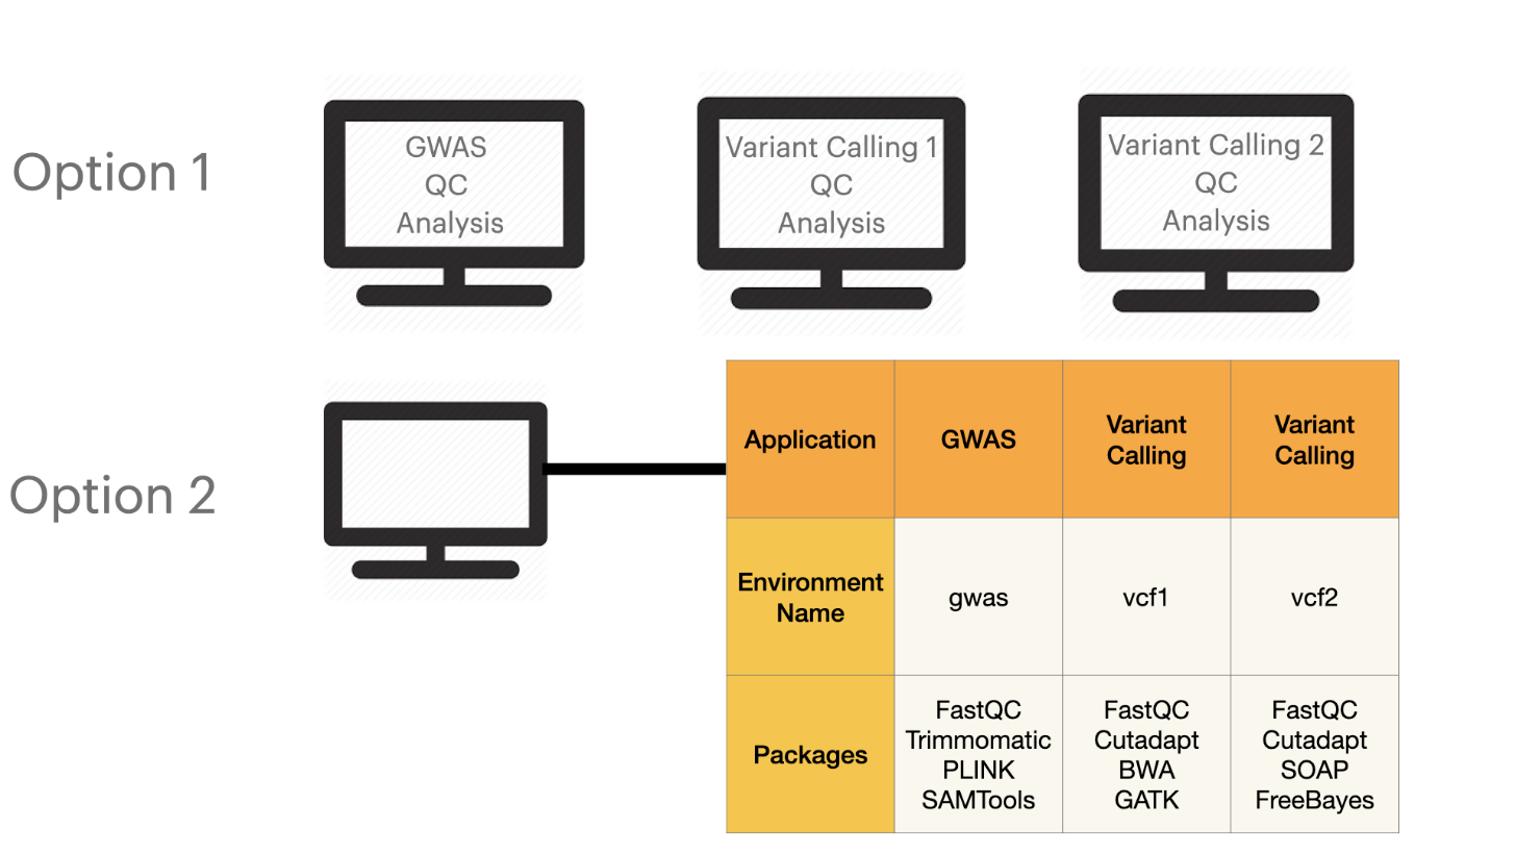 Option 1
GWAS
QC
Analysis
Variant Calling 1
QC
Analysis
Variant Calling 2
QC
Analysis
Option 2
Application
GWAS
Variant
Calling
Variant
Calling
Environment
Name
gwas
vcf1
vcf2
Packages
FastQC
Trimmomatic
PLINK
SAMTools
FastQC
Cutadapt
BWA
GATK
FastQC
Cutadapt
SOAP
FreeBayes